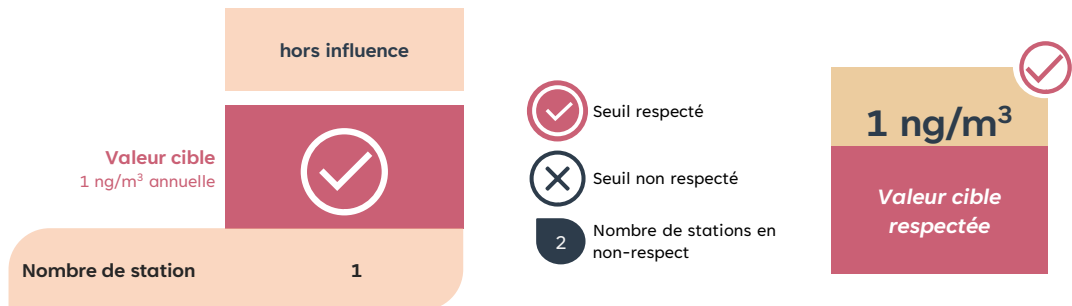 hors influence
Valeur cible
1 ng/m³ annuelle
Nombre de station 1
Seuil respecté
Seuil non respecté
2 Nombre de stations en
non-respect
1 ng/m³
Valeur cible
respectée